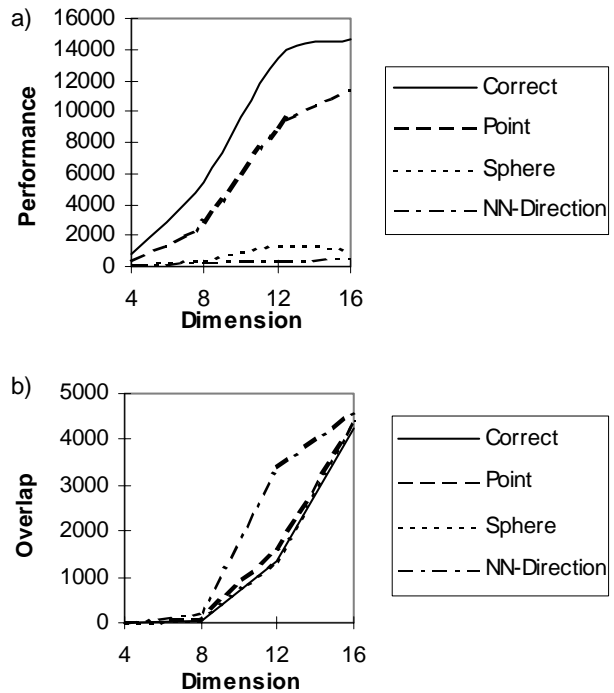 a)
16000
14000
12000
10000
8000
6000
4000
2000
0
Performance
4 8 12 16
Dimension
Correct
Point
Sphere
NN-Direction
b)
5000
4000
3000
2000
1000
0
Overlap
4 8 12 16
Dimension
Correct
Point
Sphere
NN-Direction